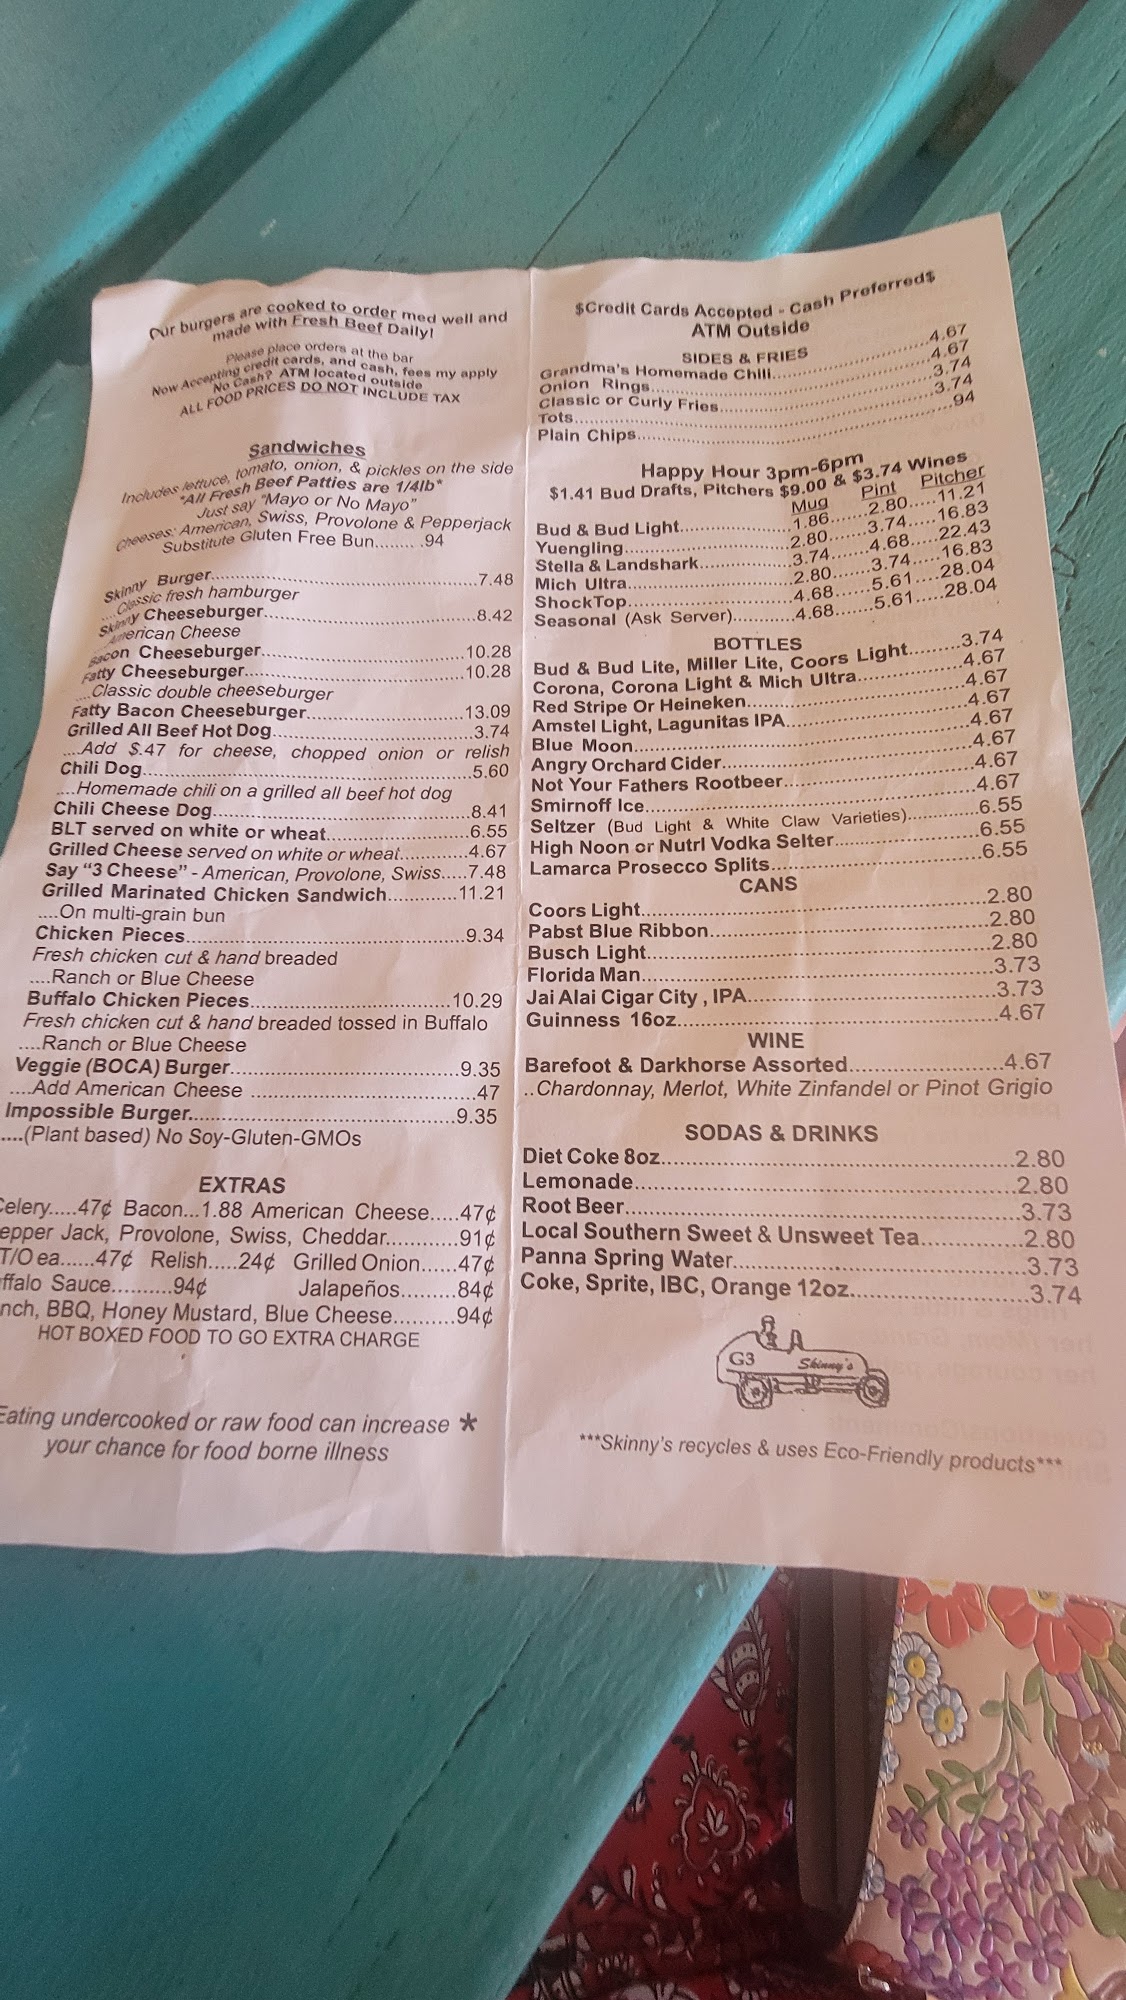 Our burgers are cooked to order med well and
made with Fresh Beef Daily!
Please place orders at the bar
Now Accepting credit cards, and cash, fees my apply
No Cash? ATM located outside
ALL FOOD PRICES DO NOT INCLUDE TAX
Sandwiches
Includes lettuce, tomato, onion, & pickles on the side
*All Fresh Beef Patties are 1/4lb*
Just say "Mayo or No Mayo"
Cheeses: American, Swiss, Provolone & Pepperjack
Substitute Gluten Free Bun........ .94
Skinny Burger...............7.48
....Classic fresh hamburger
Skinny Cheeseburger...............8.42
American Cheese
Bacon Cheeseburger...............10.28
Fatty Cheeseburger...............10.28
....Classic double cheeseburger
Fatty Bacon Cheeseburger...............13.09
Grilled All Beef Hot Dog...............3.74
....Add $.47 for cheese, chopped onion or relish
Chili Dog...............5.60
....Homemade chili on a grilled all beef hot dog
Chili Cheese Dog...............8.41
BLT served on white or wheat...............6.55
Grilled Cheese served on white or wheat............4.67
Say "3 Cheese" - American, Provolone, Swiss.....7.48
Grilled Marinated Chicken Sandwich............11.21
....On multi-grain bun
Chicken Pieces...............9.34
Fresh chicken cut & hand breaded
....Ranch or Blue Cheese
Buffalo Chicken Pieces...............10.29
Fresh chicken cut & hand breaded tossed in Buffalo
....Ranch or Blue Cheese
Veggie (BOCA) Burger...............9.35
....Add American Cheese ...............47
Impossible Burger...............9.35
....(Plant based) No Soy-Gluten-GMOs
EXTRAS
Celery.....47¢ Bacon...1.88 American Cheese.....47¢
epper Jack, Provolone, Swiss, Cheddar............91¢
T/O ea......47¢ Relish.....24¢ Grilled Onion......47¢
ffalo Sauce..........94¢ Jalapeños.........84¢
nch, BBQ, Honey Mustard, Blue Cheese..........94¢
HOT BOXED FOOD TO GO EXTRA CHARGE
Eating undercooked or raw food can increase *
your chance for food borne illness
$Credit Cards Accepted - Cash Preferred$
ATM Outside
SIDES & FRIES
Grandma's Homemade Chili...............4.67
Onion Rings...............4.67
Classic or Curly Fries...............3.74
Tots...............3.74
Plain Chips...............94
Happy Hour 3pm-6pm
$1.41 Bud Drafts, Pitchers $9.00 & $3.74 Wines
Mug Pint Pitcher
Bud & Bud Light...............1.86.......2.80.....11.21
Yuengling...............2.80.......3.74.....16.83
Stella & Landshark...............3.74......4.68.....22.43
Mich Ultra...............2.80.......3.74.....16.83
ShockTop...............4.68......5.61....28.04
Seasonal (Ask Server)...........4.68.......5.61.....28.04
BOTTLES
Bud & Bud Lite, Miller Lite, Coors Light.........3.74
Corona, Corona Light & Mich Ultra...............4.67
Red Stripe Or Heineken...............4.67
Amstel Light, Lagunitas IPA...............4.67
Blue Moon...............4.67
Angry Orchard Cider...............4.67
Not Your Fathers Rootbeer...............4.67
Smirnoff Ice...............4.67
Seltzer (Bud Light & White Claw Varieties)............6.55
High Noon or Nutrl Vodka Selter...............6.55
Lamarca Prosecco Splits...............6.55
CANS
Coors Light...............2.80
Pabst Blue Ribbon...............2.80
Busch Light...............2.80
Florida Man...............3.73
Jai Alai Cigar City , IPA...............3.73
Guinness 16oz...............4.67
WINE
Barefoot & Darkhorse Assorted...............4.67
..Chardonnay, Merlot, White Zinfandel or Pinot Grigio
SODAS & DRINKS
Diet Coke 8oz...............2.80
Lemonade...............2.80
Root Beer...............3.73
Local Southern Sweet & Unsweet Tea...............2.80
Panna Spring Water...............3.73
Coke, Sprite, IBC, Orange 12oz...............3.74
G3 Skinny's
***Skinny's recycles & uses Eco-Friendly products***